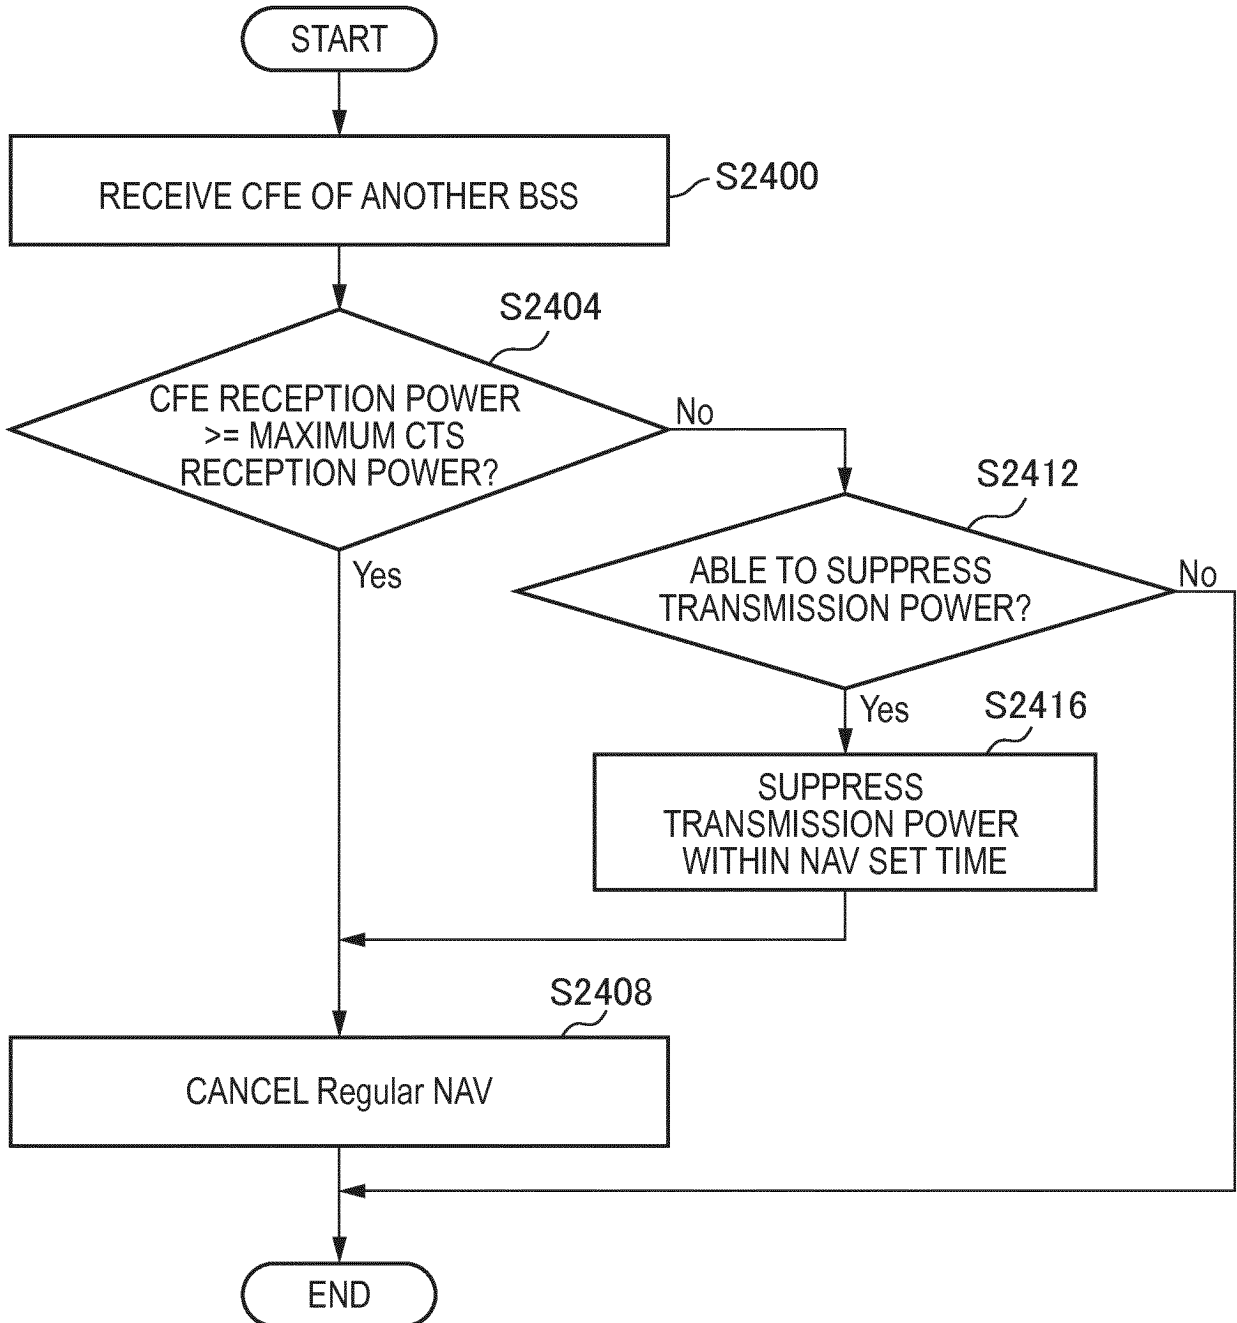 START
RECEIVE CFE OF ANOTHER BSS
S2400
S2404
CFE RECEPTION POWER
>= MAXIMUM CTS
RECEPTION POWER?
No
Yes
S2412
ABLE TO SUPPRESS
TRANSMISSION POWER?
No
Yes
S2416
SUPPRESS
TRANSMISSION POWER
WITHIN NAV SET TIME
S2408
CANCEL Regular NAV
END